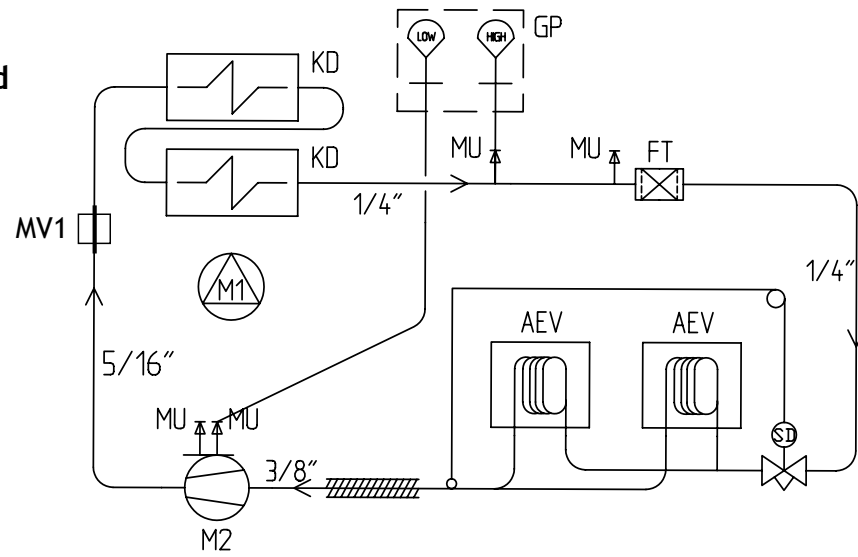 GP
LOW HIGH
d
KD
KD
MU MU FT
1/4″
MV1
M1
1/4″
AEV AEV
5/16″
MU MU
SD
3/8″
M2